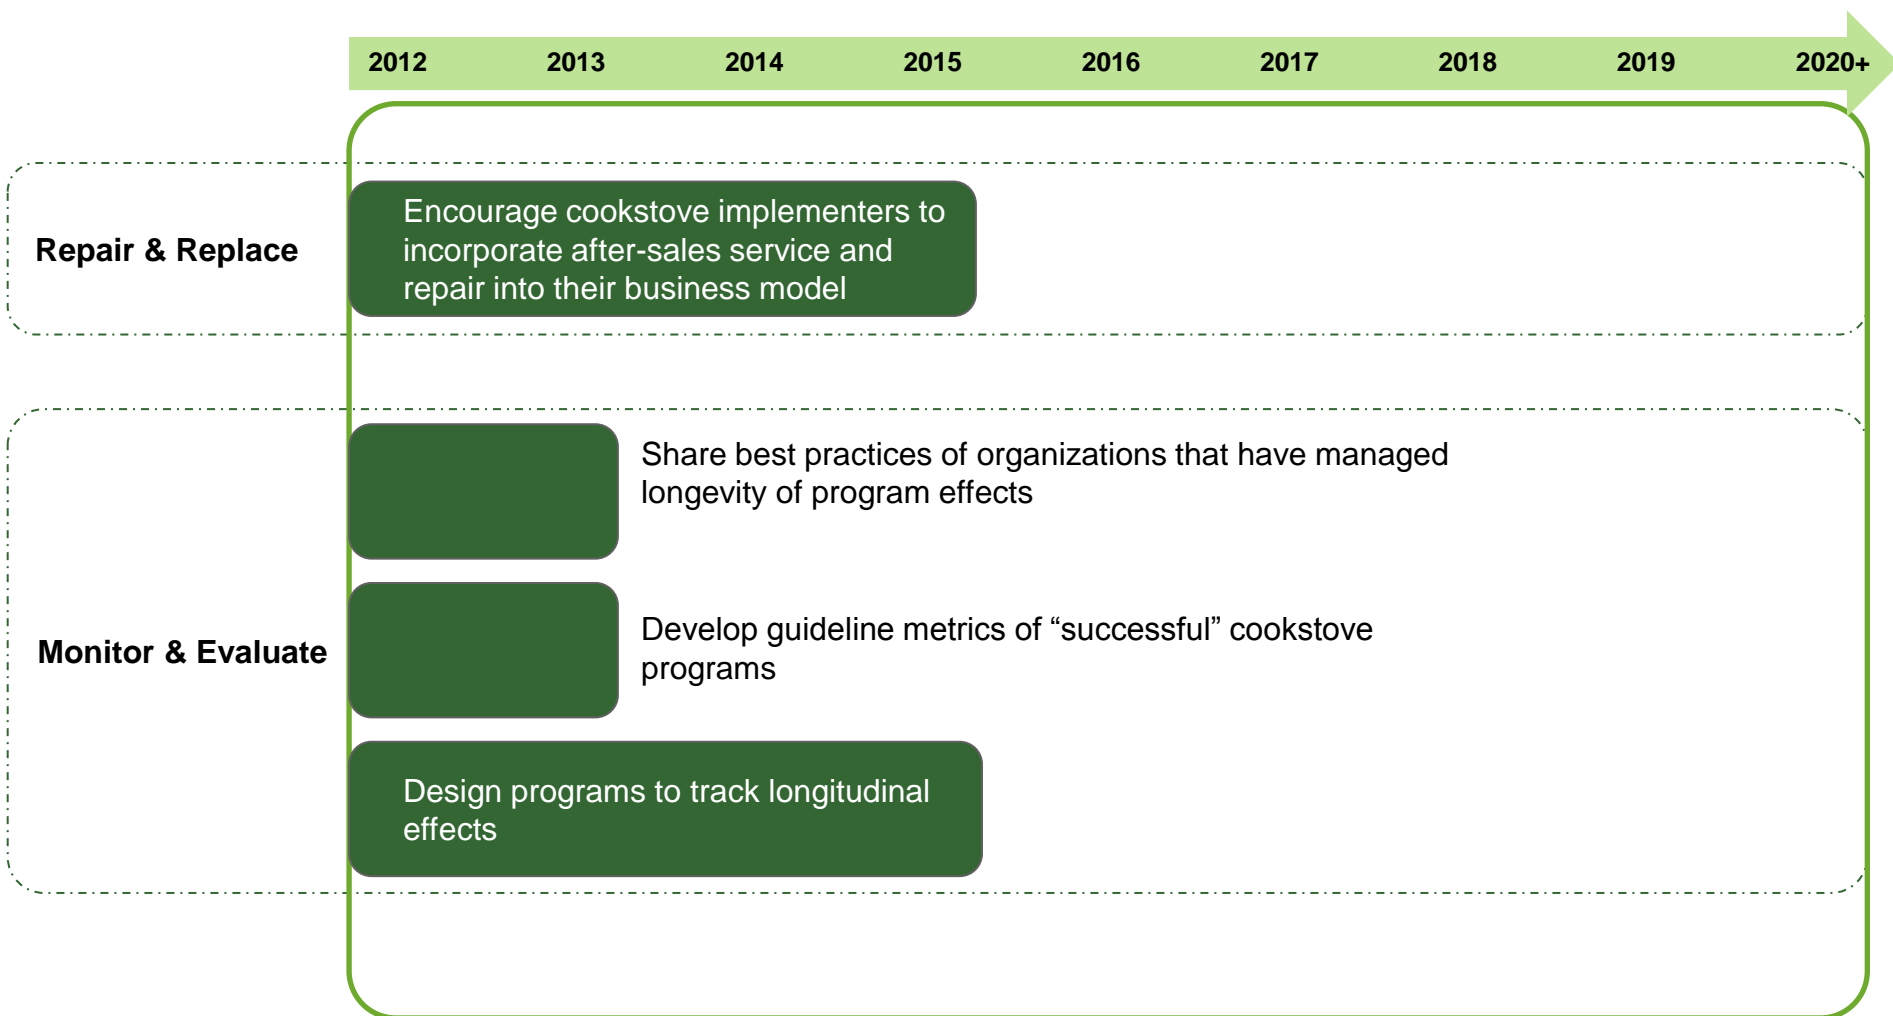 2012 2013 2014 2015 2016 2017 2018 2019 2020+
Repair & Replace
Encourage cookstove implementers to
incorporate after-sales service and
repair into their business model
Monitor & Evaluate
Share best practices of organizations that have managed
longevity of program effects
Develop guideline metrics of “successful” cookstove
programs
Design programs to track longitudinal
effects